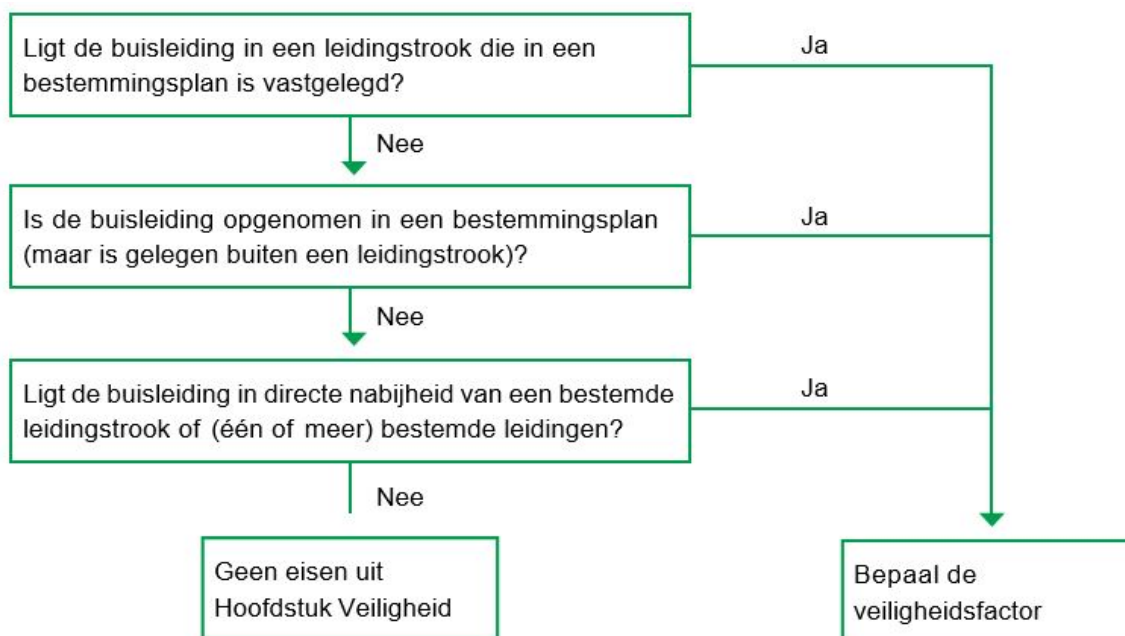 Ligt de buisleiding in een leidingstrook die in een
bestemmingsplan is vastgelegd?
Ja
Nee
Is de buisleiding opgenomen in een bestemmingsplan
(maar is gelegen buiten een leidingstrook)?
Ja
Nee
Ligt de buisleiding in directe nabijheid van een bestemde
leidingstrook of (één of meer) bestemde leidingen?
Ja
Nee
Geen eisen uit
Hoofdstuk Veiligheid
Bepaal de
veiligheidsfactor